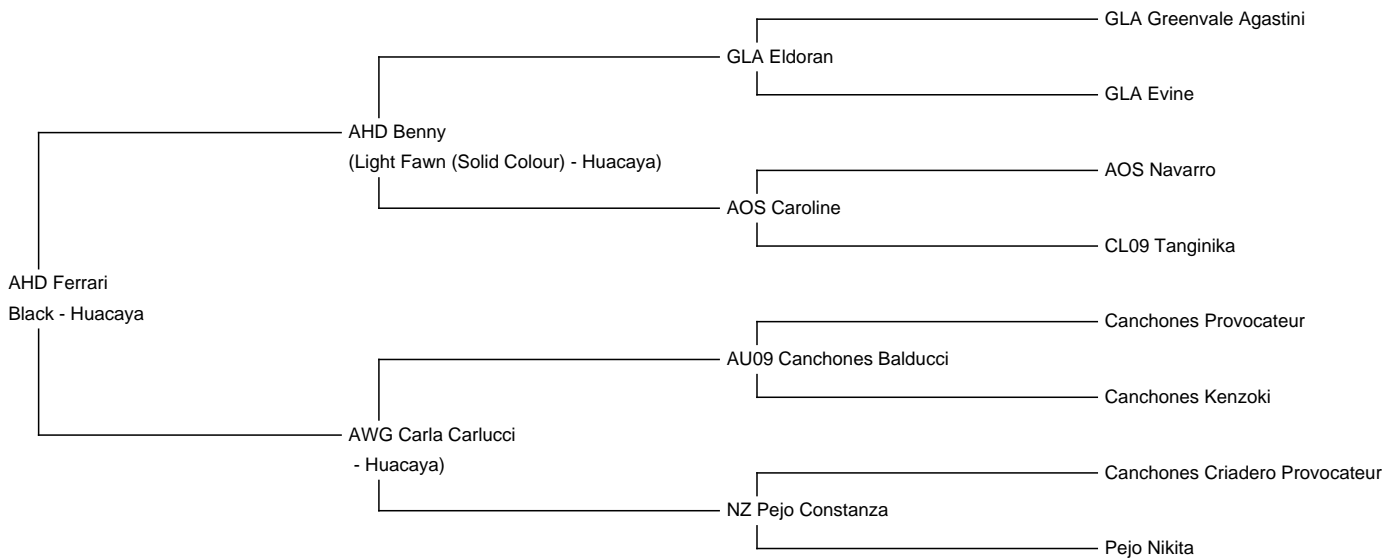 GLA Greenvale Agastini
GLA Eldoran
GLA Evine
AHD Benny
(Light Fawn (Solid Colour) - Huacaya)
AOS Navarro
AOS Caroline
CL09 Tanginika
AHD Ferrari
Black - Huacaya
Canchones Provocateur
AU09 Canchones Balducci
Canchones Kenzoki
AWG Carla Carlucci
- Huacaya)
Canchones Criadero Provocateur
NZ Pejo Constanza
Pejo Nikita